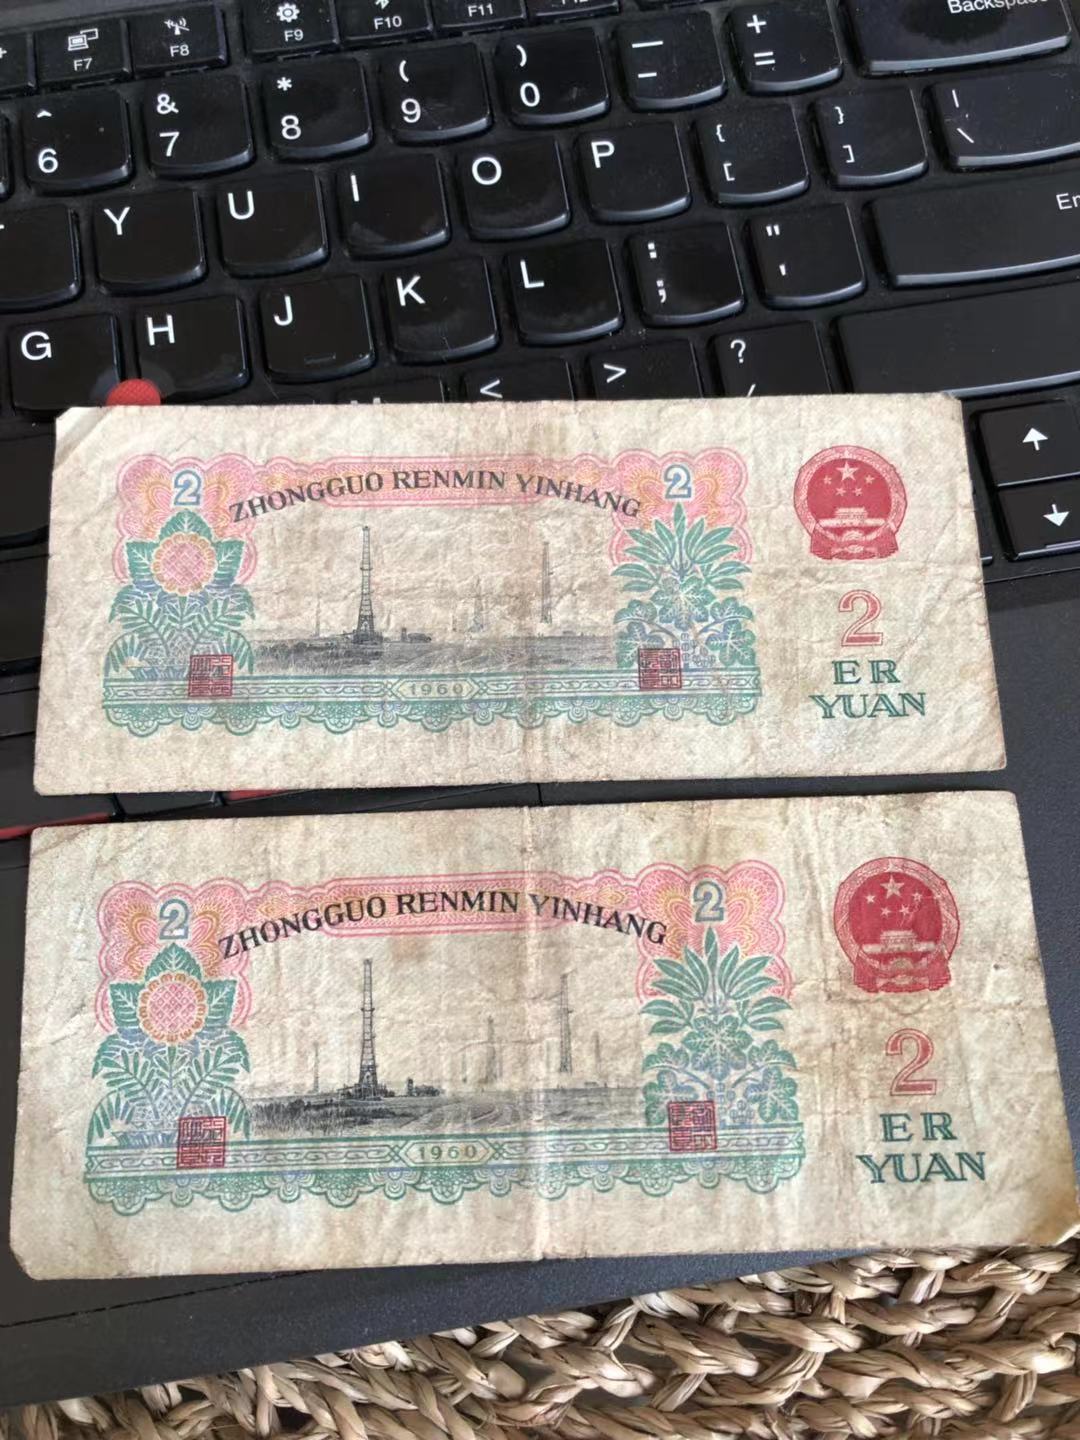 Backspace
F7
F8
F9
F10
F11
^ 6
& 7
* 8
( 9
) 0
— -
+ =
Y
U
I
O
P
{ [
} ]
| \
G
H
J
K
L
: ;
" '
<
>
?
2
ZHONGGUO RENMIN YINHANG
2
2
ER
YUAN
1960
2
ZHONGGUO RENMIN YINHANG
2
2
ER
YUAN
1960